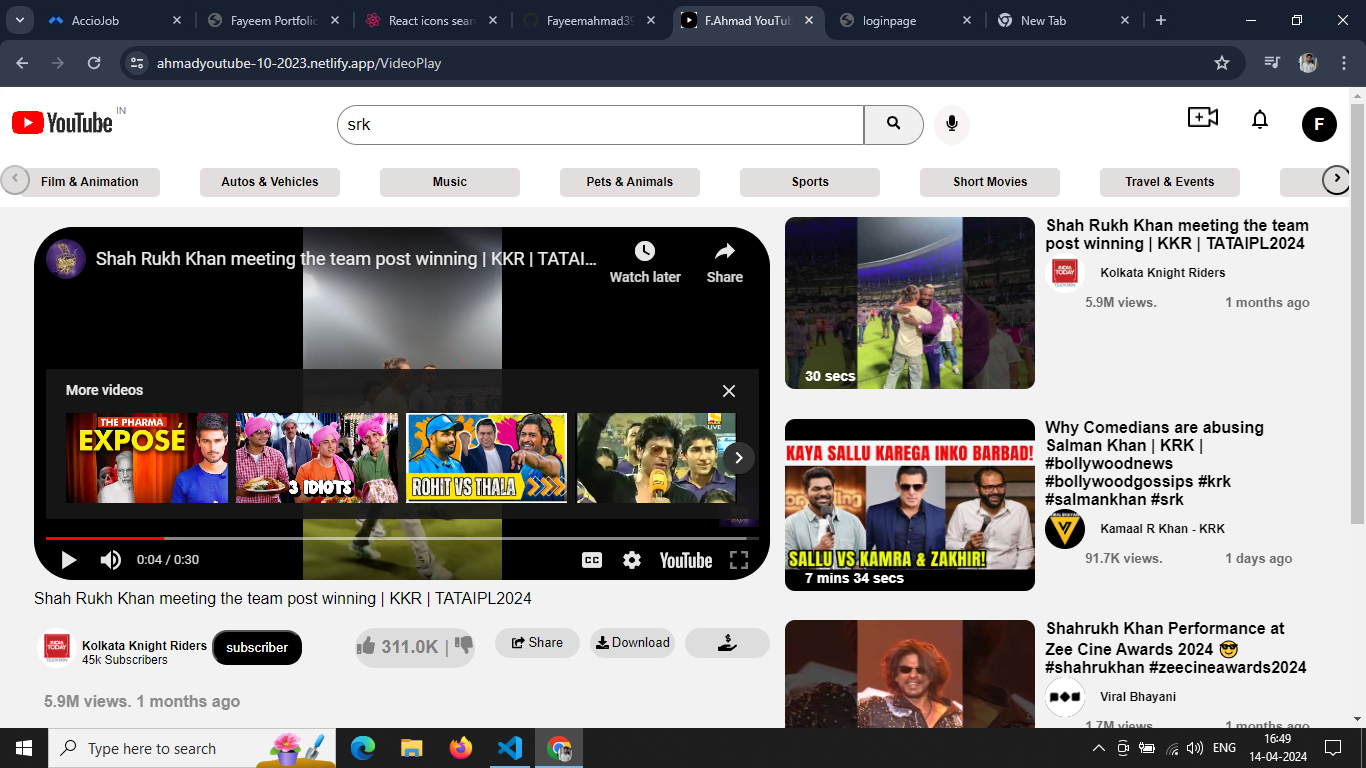 AccioJob
Fayeem Portfolio
React icons sear
Fayeemahmad39
F.Ahmad YouTub
loginpage
New Tab
ahmadyoutube-10-2023.netlify.app/VideoPlay
YouTube IN
srk
F
Film & Animation
Autos & Vehicles
Music
Pets & Animals
Sports
Short Movies
Travel & Events
Shah Rukh Khan meeting the team post winning | KKR | TATAI...
Watch later
Share
More videos
THE PHARMA
EXPOSÉ
3 IDIOTS
ROHIT VS THALA
LIVE
0:04 / 0:30
CC
YouTube
Shah Rukh Khan meeting the team post winning | KKR | TATAIPL2024
INDIA
TODAY
Kolkata Knight Riders
45k Subscribers
subscriber
311.0K |
Share
Download
5.9M views. 1 months ago
30 secs
Shah Rukh Khan meeting the team
post winning | KKR | TATAIPL2024
INDIA
TODAY
Kolkata Knight Riders
5.9M views.
1 months ago
KAYA SALLU KAREGA INKO BARBAD!
SALLU VS KAMRA & ZAKHIR!
7 mins 34 secs
Why Comedians are abusing
Salman Khan | KRK |
#bollywoodnews
#bollywoodgossips #krk
#salmankhan #srk
Kamaal R Khan - KRK
91.7K views.
1 days ago
Shahrukh Khan Performance at
Zee Cine Awards 2024 😎
#shahrukhan #zeecineawards2024
Viral Bhayani
1.7M views.
1 months ago
Type here to search
ENG
16:49
14-04-2024